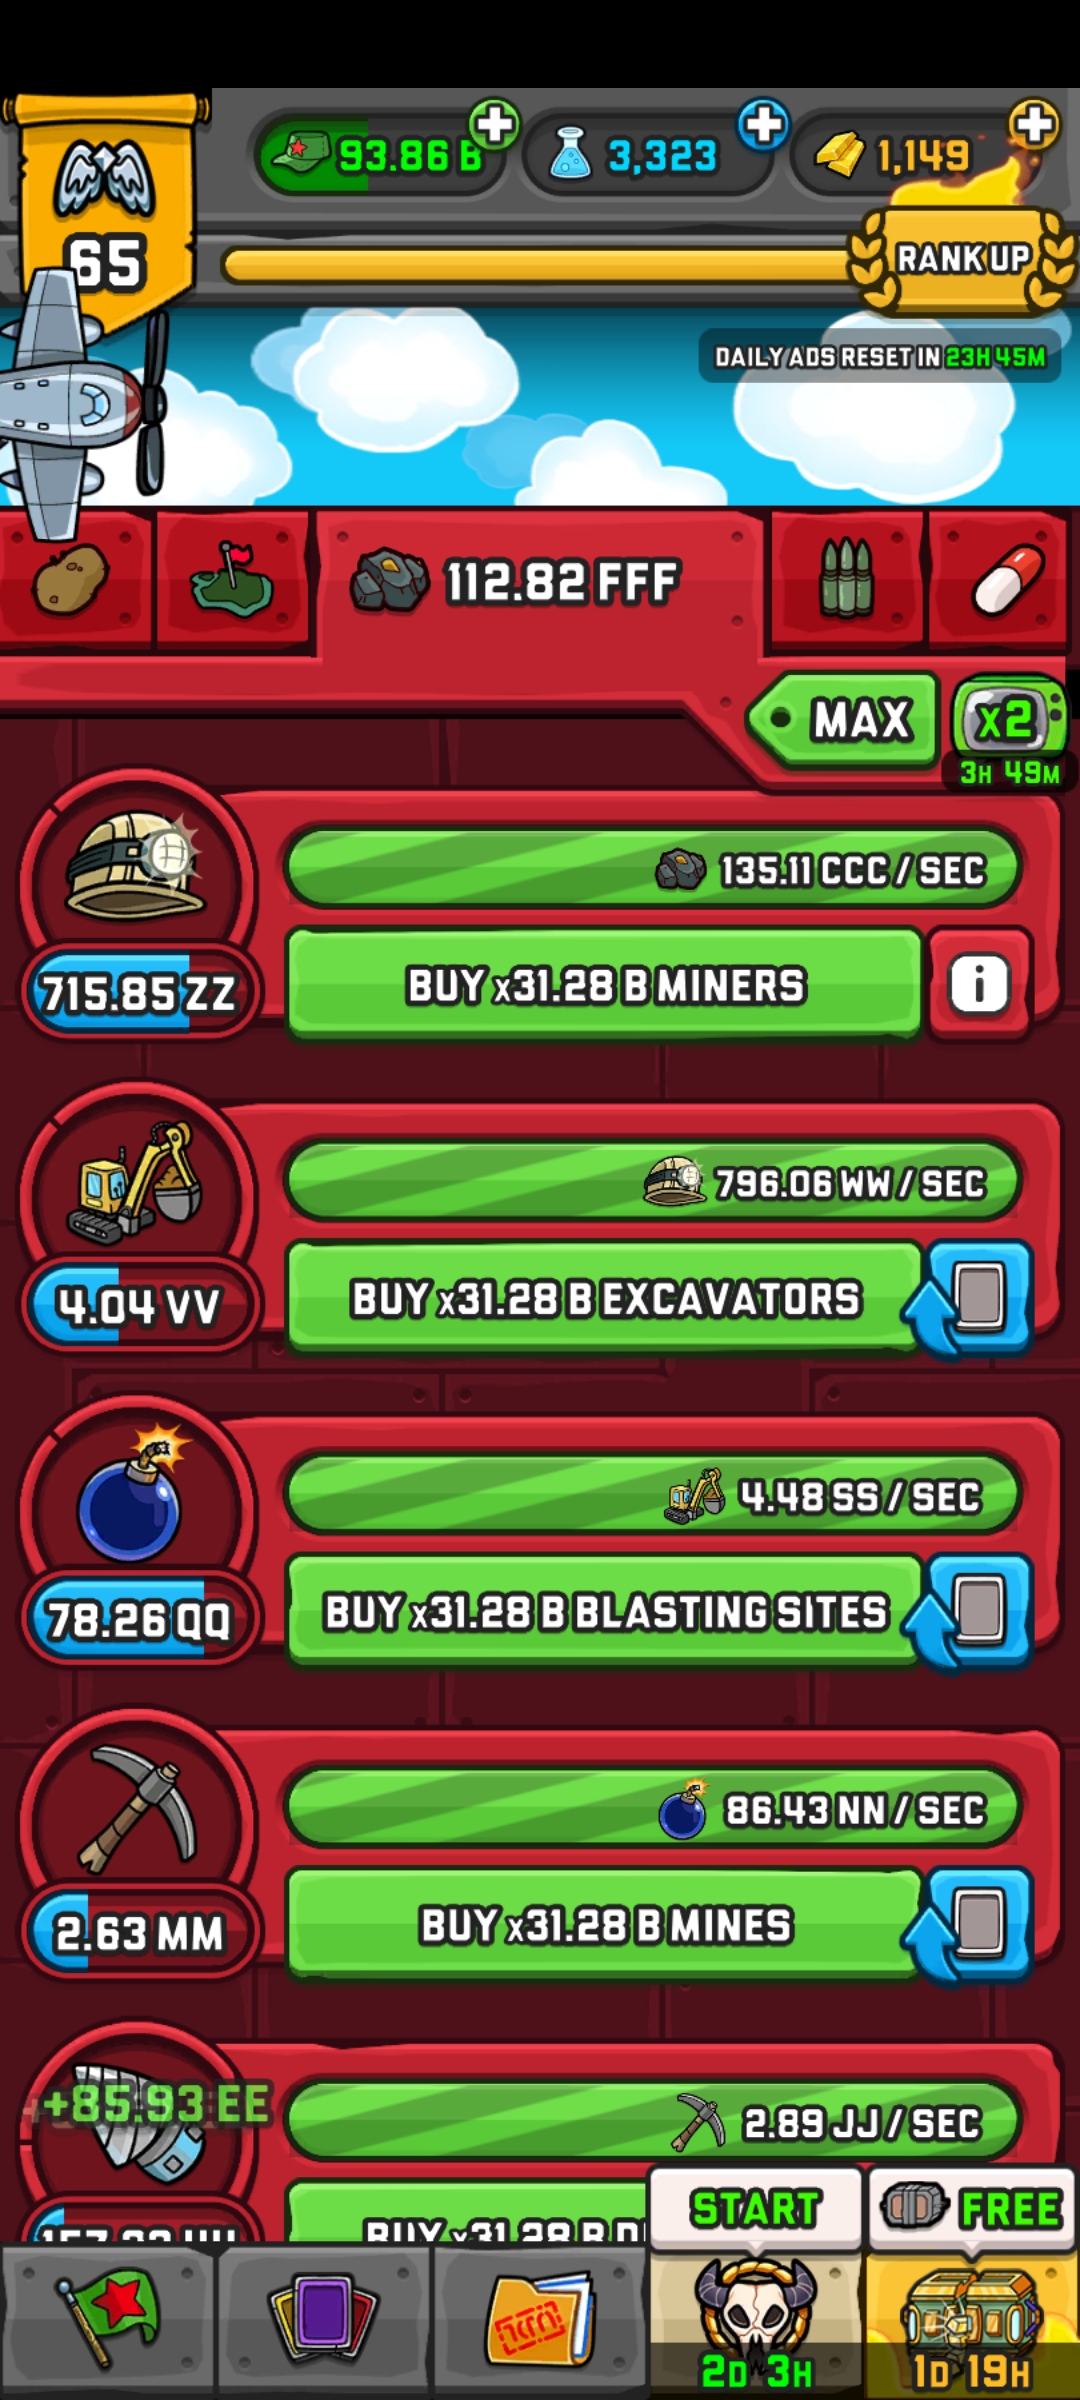 93.86 B
3,323
1,149
65
RANK UP
DAILY ADS RESET IN 23H 45M
112.82 FFF
MAX
x2
3H 49M
135.11 CCC / SEC
715.85 ZZ
BUY x31.28 B MINERS
i
796.06 WW / SEC
4.04 VV
BUY x31.28 B EXCAVATORS
4.48 SS / SEC
78.26 QQ
BUY x31.28 B BLASTING SITES
86.43 NN / SEC
2.63 MM
BUY x31.28 B MINES
+85.93 EE
2.89 JJ / SEC
BUY x31.28 B
START
FREE
2D 3H
1D 19H